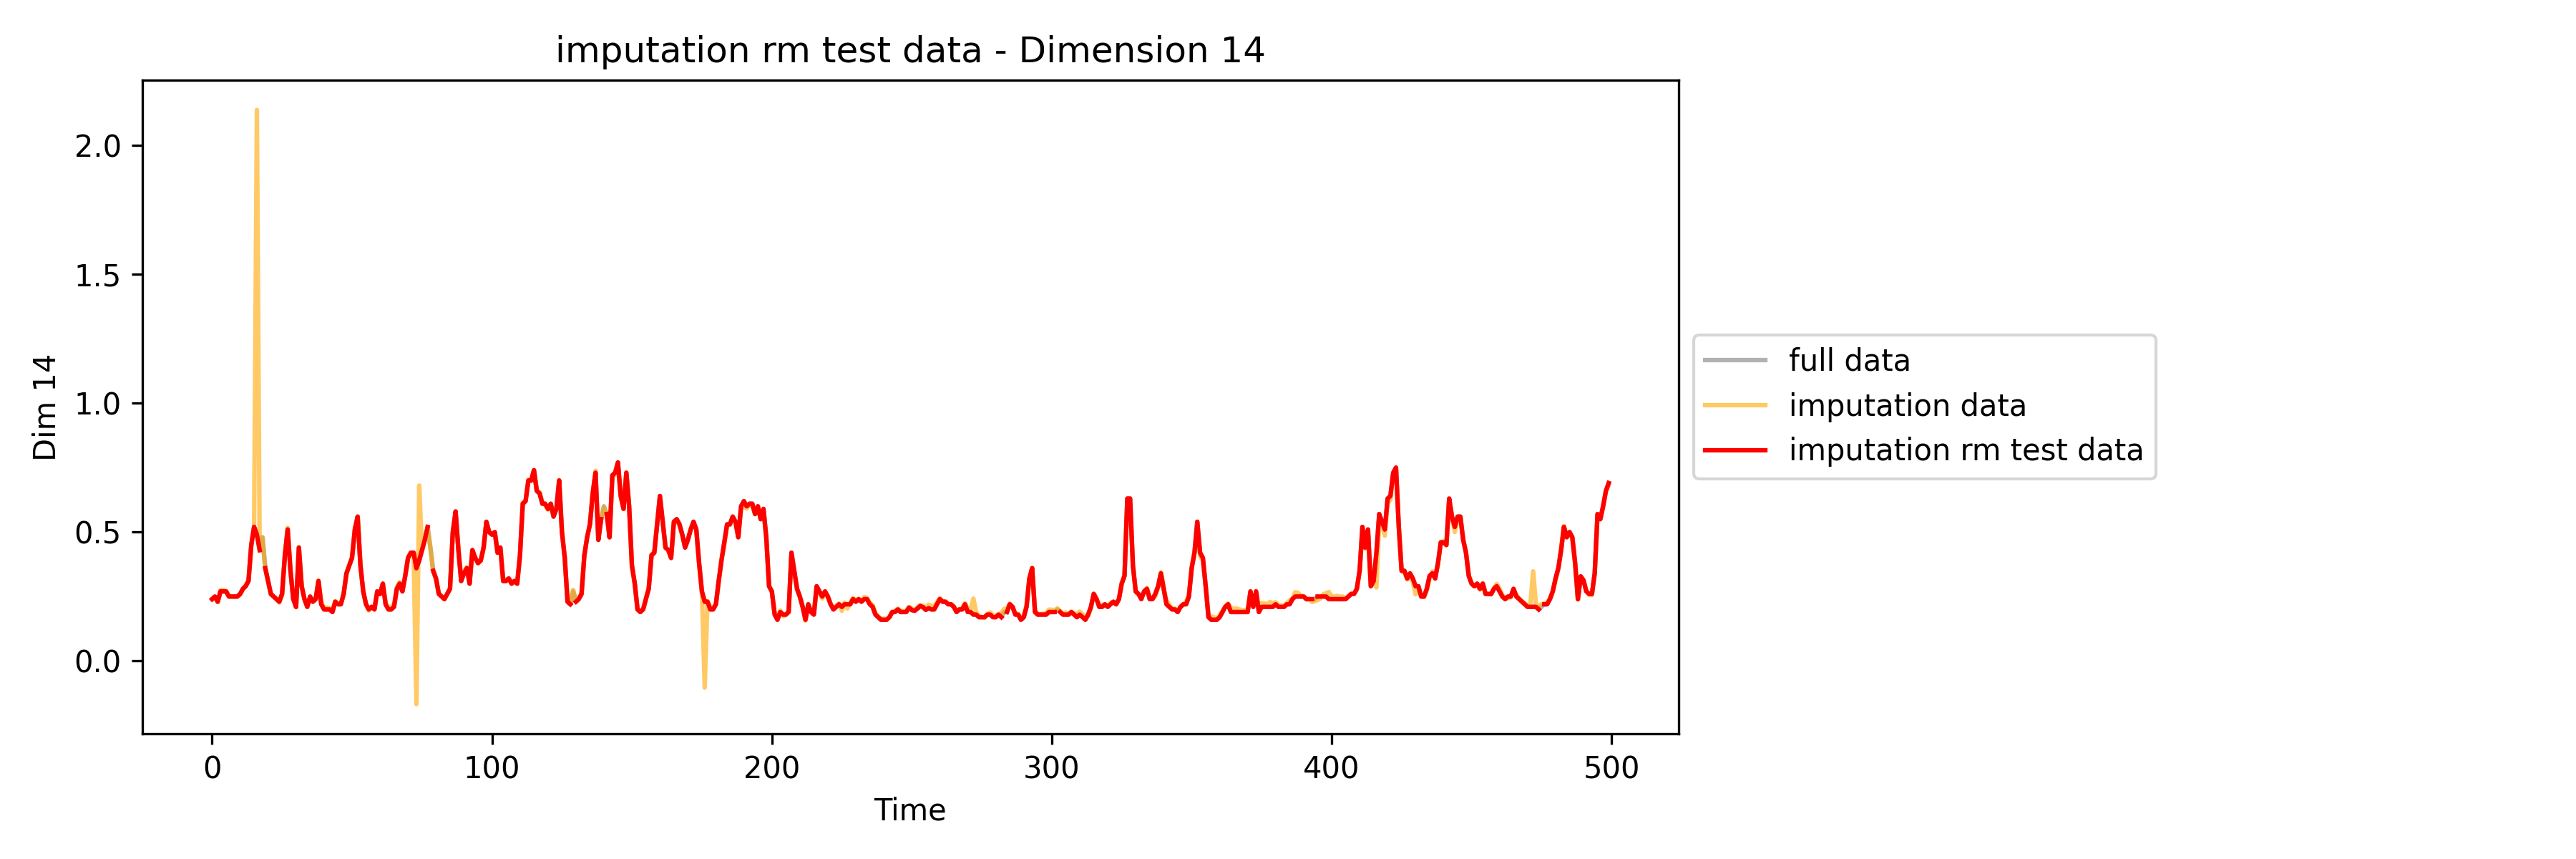 imputation rm test data - Dimension 14
2.0
1.5
1.0
0.5
0.0
Dim 14
0 100 200 300 400 500
Time
full data
imputation data
imputation rm test data